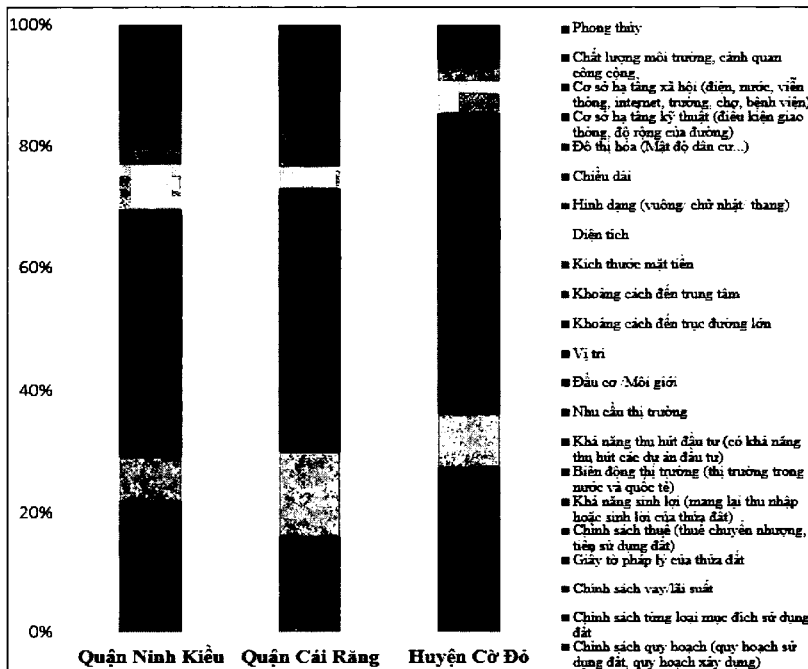 100%
80%
60%
40%
20%
0%
Quận Ninh Kiều
Quận Cái Răng
Huyện Cờ Đỏ
Phong thủy
Chất lượng môi trường, cảnh quan
công cộng
Cơ sở hạ tầng xã hội (điện, nước, viễn
thông, internet, trường, chợ, bệnh viện)
Cơ sở hạ tầng kỹ thuật (điều kiện giao
thông, độ rộng của đường)
Đô thị hóa (Mật độ dân cư...)
Chiều dài
Hình dạng (vuông/ chữ nhật/ thang)
Diện tích
Kích thước mặt tiền
Khoảng cách đến trung tâm
Khoảng cách đến trục đường lớn
Vị trí
Đầu cơ /Môi giới
Nhu cầu thị trường
Khả năng thu hút đầu tư (có khả năng
thu hút các dự án đầu tư)
Biến động thị trường (thị trường trong
nước và quốc tế)
Khả năng sinh lợi (mang lại thu nhập
hoặc sinh lời của thửa đất)
Chính sách thuế (thuế chuyển nhượng,
tiền sử dụng đất)
Giấy tờ pháp lý của thửa đất
Chính sách vay/lãi suất
Chính sách từng loại mục đích sử dụng
đất
Chính sách quy hoạch (quy hoạch sử
dụng đất, quy hoạch xây dựng)